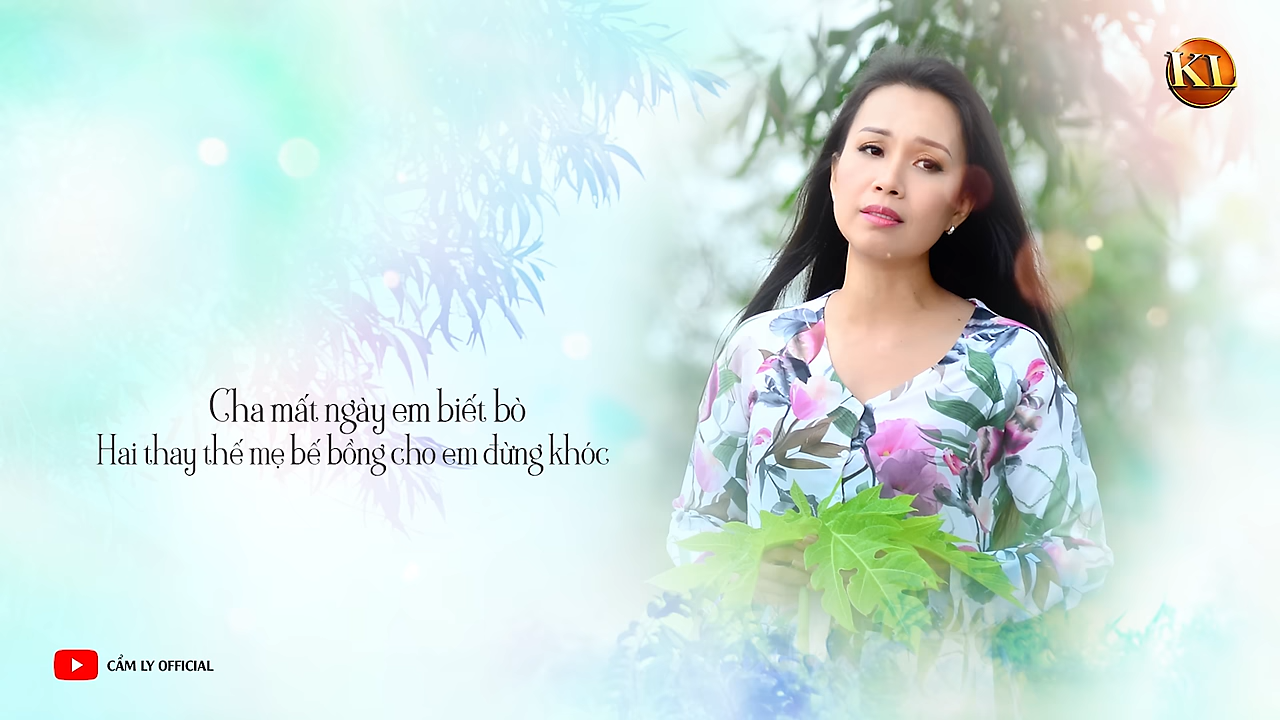 KL
Cha mất ngày em biết bò
Hai thay thế mẹ bế bồng cho em đừng khóc
CẨM LY OFFICIAL